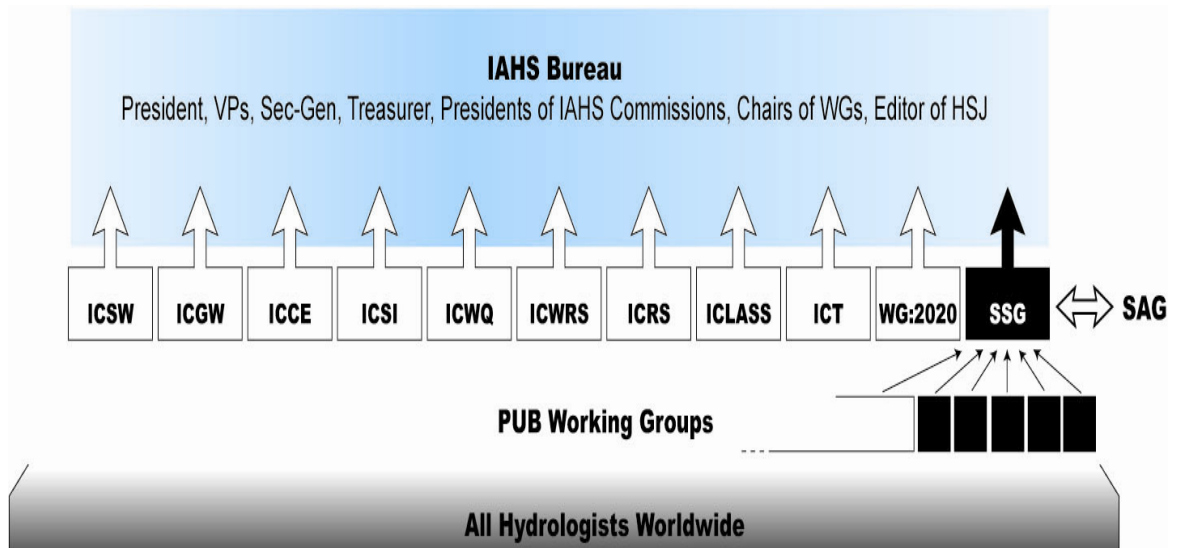 IAHS Bureau
President, VPs, Sec-Gen, Treasurer, Presidents of IAHS Commissions, Chairs of WGs, Editor of HSJ
ICSW ICGW ICCE ICSI ICWQ ICWRS ICRS ICLASS ICT WG:2020 SSG SAG
PUB Working Groups
All Hydrologists Worldwide